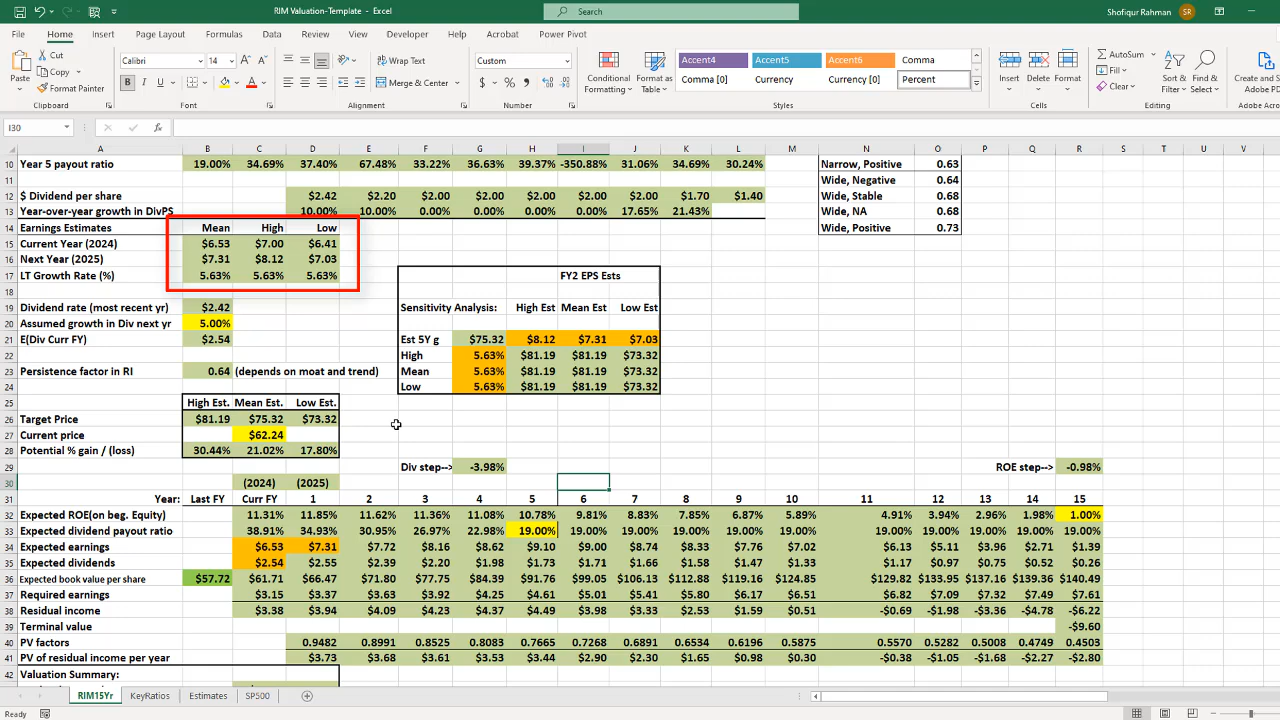 RIM Valuation-Template - Excel
Search
Shofiqur Rahman SR
File Home Insert Page Layout Formulas Data Review View Developer Help Acrobat Power Pivot
Paste Cut Copy Format Painter
Calibri 14
B I U
Wrap Text
Merge & Center
Custom
Conditional Formatting Format as Table
Accent4 Accent5 Accent6 Comma
Comma [0] Currency Currency [0] Percent
Insert Delete Format
AutoSum Fill Clear
Sort & Filter Find & Select
Create and S
Adobe PD
Clipboard Font Alignment Number Styles Cells Editing Adobe Acro
I30 fx
A B C D E F G H I J K L M N O P Q R S T U V
10 Year 5 payout ratio 19.00% 34.69% 37.40% 67.48% 33.22% 36.63% 39.37% -350.88% 31.06% 34.69% 30.24% Narrow, Positive 0.63
11 Wide, Negative 0.64
12 $ Dividend per share $2.42 $2.20 $2.00 $2.00 $2.00 $2.00 $2.00 $1.70 $1.40 Wide, Stable 0.68
13 Year-over-year growth in DivPS 10.00% 10.00% 0.00% 0.00% 0.00% 0.00% 17.65% 21.43% Wide, NA 0.68
14 Earnings Estimates Mean High Low Wide, Positive 0.73
15 Current Year (2024) $6.53 $7.00 $6.41
16 Next Year (2025) $7.31 $8.12 $7.03
17 LT Growth Rate (%) 5.63% 5.63% 5.63% FY2 EPS Ests
18
19 Dividend rate (most recent yr) $2.42 Sensitivity Analysis: High Est Mean Est Low Est
20 Assumed growth in Div next yr 5.00%
21 E(Div Curr FY) $2.54 Est 5Y g $75.32 $8.12 $7.31 $7.03
22 High 5.63% $81.19 $81.19 $73.32
23 Persistence factor in RI 0.64 (depends on moat and trend) Mean 5.63% $81.19 $81.19 $73.32
24 Low 5.63% $81.19 $81.19 $73.32
25 High Est. Mean Est. Low Est.
26 Target Price $81.19 $75.32 $73.32
27 Current price $62.24
28 Potential % gain / (loss) 30.44% 21.02% 17.80%
29 Div step--> -3.98% ROE step--> -0.98%
30 (2024) (2025)
31 Year: Last FY Curr FY 1 2 3 4 5 6 7 8 9 10 11 12 13 14 15
32 Expected ROE(on beg. Equity) 11.31% 11.85% 11.62% 11.36% 11.08% 10.78% 9.81% 8.83% 7.85% 6.87% 5.89% 4.91% 3.94% 2.96% 1.98% 1.00%
33 Expected dividend payout ratio 38.91% 34.93% 30.95% 26.97% 22.98% 19.00% 19.00% 19.00% 19.00% 19.00% 19.00% 19.00% 19.00% 19.00% 19.00% 19.00%
34 Expected earnings $6.53 $7.31 $7.72 $8.16 $8.62 $9.10 $9.00 $8.74 $8.33 $7.76 $7.02 $6.13 $5.11 $3.96 $2.71 $1.39
35 Expected dividends $2.54 $2.55 $2.39 $2.20 $1.98 $1.73 $1.71 $1.66 $1.58 $1.47 $1.33 $1.17 $0.97 $0.75 $0.52 $0.26
36 Expected book value per share $57.72 $61.71 $66.47 $71.80 $77.75 $84.39 $91.76 $99.05 $106.13 $112.88 $119.16 $124.85 $129.82 $133.95 $137.16 $139.36 $140.49
37 Required earnings $3.15 $3.37 $3.63 $3.92 $4.25 $4.61 $5.01 $5.41 $5.80 $6.17 $6.51 $6.82 $7.09 $7.32 $7.49 $7.61
38 Residual income $3.38 $3.94 $4.09 $4.23 $4.37 $4.49 $3.98 $3.33 $2.53 $1.59 $0.51 -$0.69 -$1.98 -$3.36 -$4.78 -$6.22
39 Terminal value -$9.60
40 PV factors 0.9482 0.8991 0.8525 0.8083 0.7665 0.7268 0.6891 0.6534 0.6196 0.5875 0.5570 0.5282 0.5008 0.4749 0.4503
41 PV of residual income per year $3.73 $3.68 $3.61 $3.53 $3.44 $2.90 $2.30 $1.65 $0.98 $0.30 -$0.38 -$1.05 -$1.68 -$2.27 -$2.80
42 Valuation Summary:
RIM15Yr KeyRatios Estimates SP500
Ready